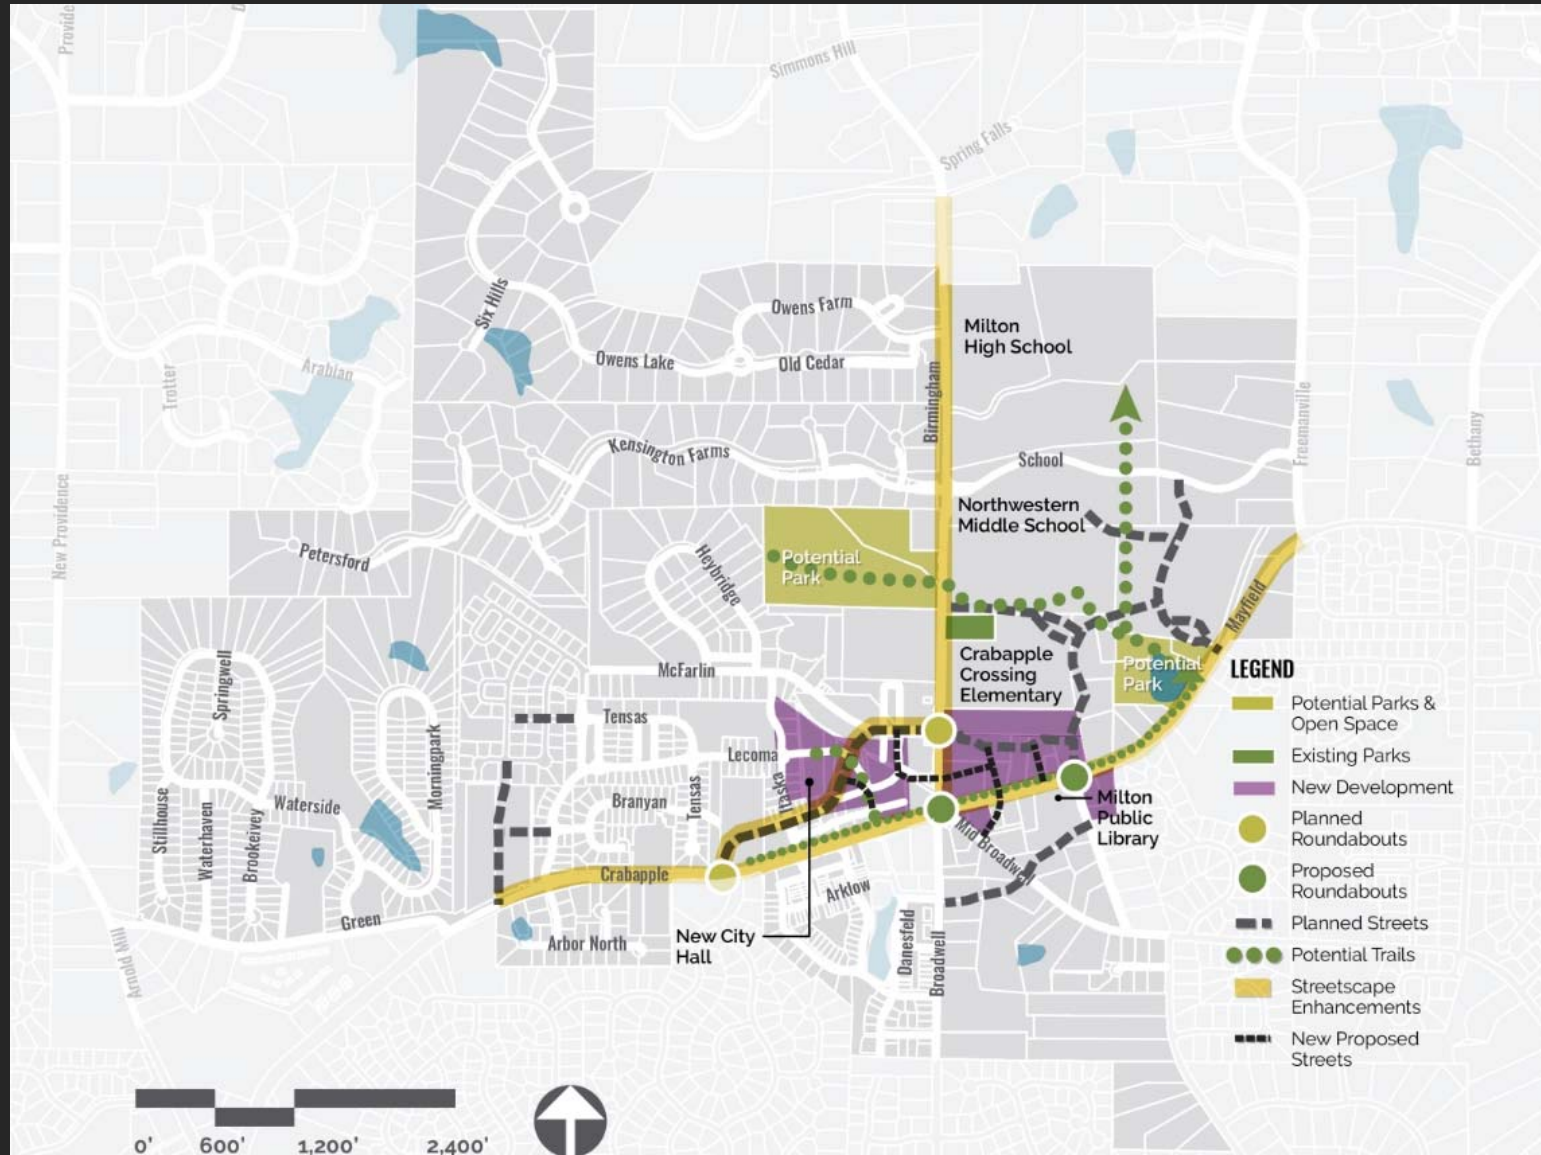 Provide
D
Simmons Hill
Spring Falls
Six Hills
Owens Farm
Owens Lake
Old Cedar
Milton
High School
Arabian
Trotter
Birmingham
Freemanville
Bethany
Kensington Farms
School
New Providence
Northwestern
Middle School
Petersford
Heybridge
Potential
Park
Mayfield
McFarlin
Crabapple
Crossing
Elementary
Potential
Park
Springwell
Morningpark
Tensas
Lecoma
Itaska
Branyan
Tensas
Stillhouse
Waterhaven
Brookeivey
Waterside
Milton
Public
Library
Mid Broadwell
Crabapple
Arklow
Green
Arbor North
New City
Hall
Danesfeld
Broadwell
Arnold Mill
LEGEND
Potential Parks &
Open Space
Existing Parks
New Development
Planned
Roundabouts
Proposed
Roundabouts
Planned Streets
Potential Trails
Streetscape
Enhancements
New Proposed
Streets
0' 600' 1,200' 2,400'